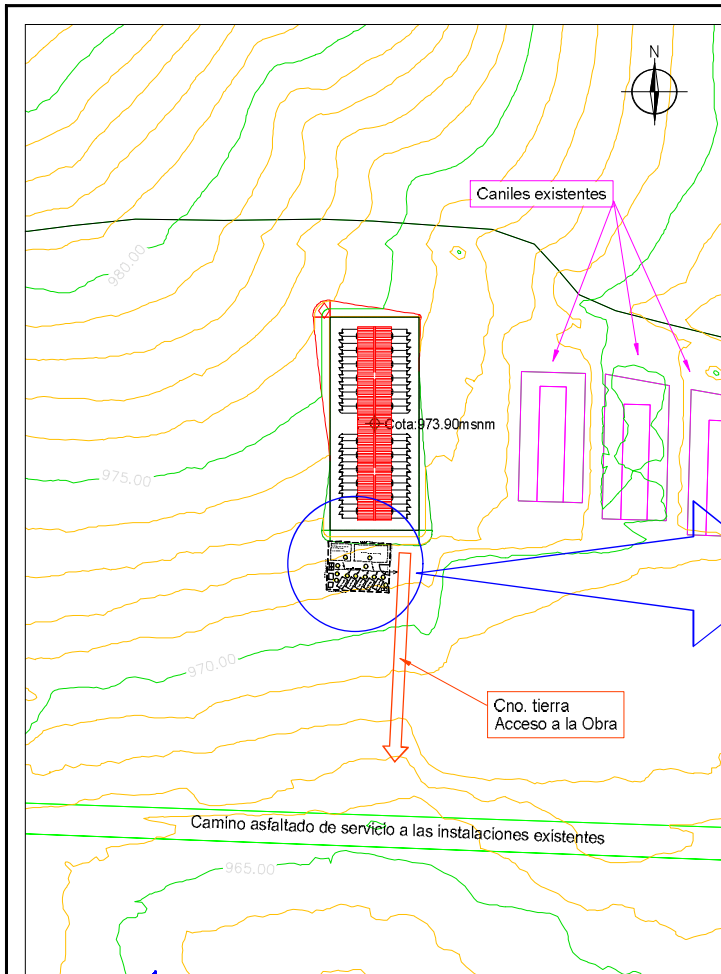 N
Caniles existentes
980.00
Cota:973.90msnm
975.00
970.00
Cno. tierra
Acceso a la Obra
Camino asfaltado de servicio a las instalaciones existentes
965.00